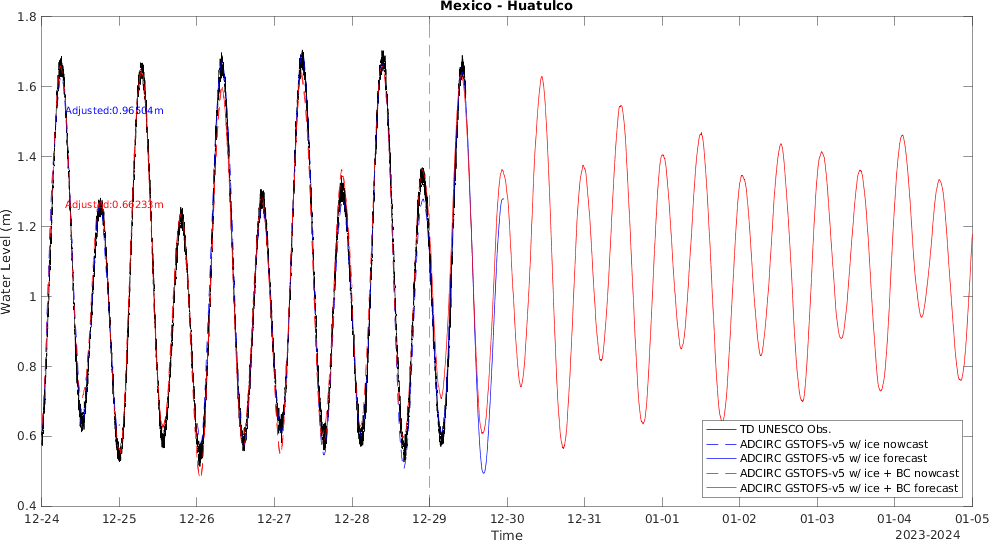 Mexico - Huatulco
1.8
1.6
1.4
1.2
1
0.8
0.6
0.4
Water Level (m)
Adjusted:0.96504m
Adjusted:0.66233m
TD UNESCO Obs.
ADCIRC GSTOFS-v5 w/ ice nowcast
ADCIRC GSTOFS-v5 w/ ice forecast
ADCIRC GSTOFS-v5 w/ ice + BC nowcast
ADCIRC GSTOFS-v5 w/ ice + BC forecast
12-24 12-25 12-26 12-27 12-28 12-29 12-30 12-31 01-01 01-02 01-03 01-04 01-05
Time
2023-2024